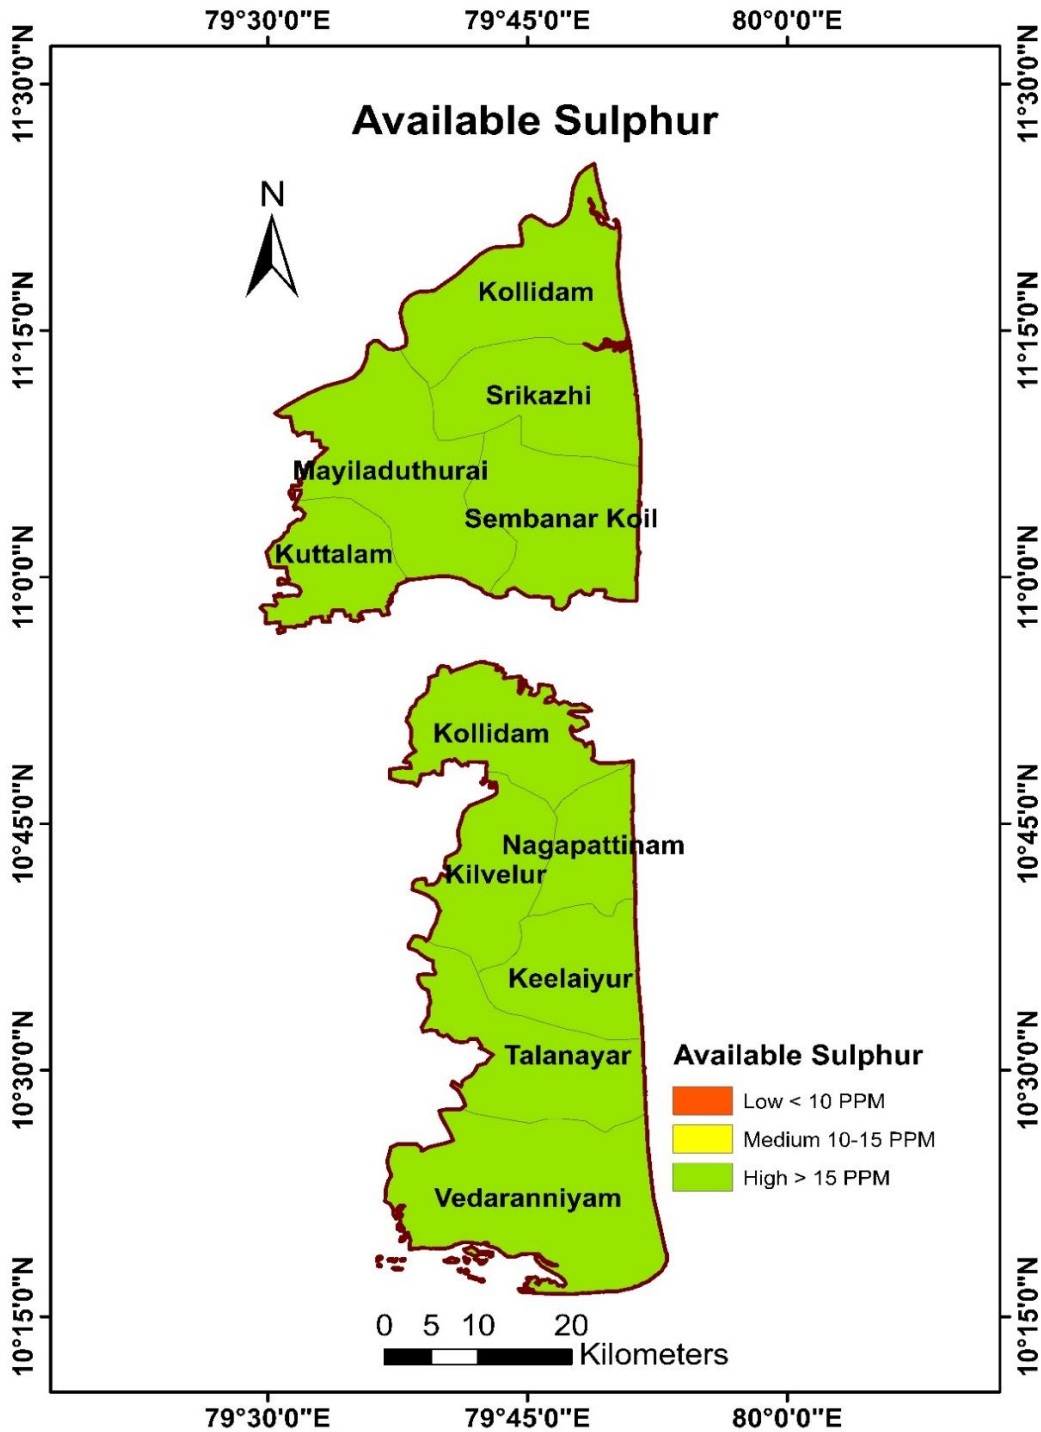 79°30'0"E 79°45'0"E 80°0'0"E
11°30'0"N 11°30'0"N
Available Sulphur
N
Kollidam
11°15'0"N 11°15'0"N
Srikazhi
Mayiladuthurai
Sembanar Koil
Kuttalam
11°0'0"N 11°0'0"N
Kollidam
10°45'0"N 10°45'0"N
Nagapattinam
Kilvelur
Keelaiyur
Talanayar
10°30'0"N 10°30'0"N
Available Sulphur
Low < 10 PPM
Medium 10-15 PPM
High > 15 PPM
Vedaranniyam
10°15'0"N 10°15'0"N
0 5 10 20
Kilometers
79°30'0"E 79°45'0"E 80°0'0"E